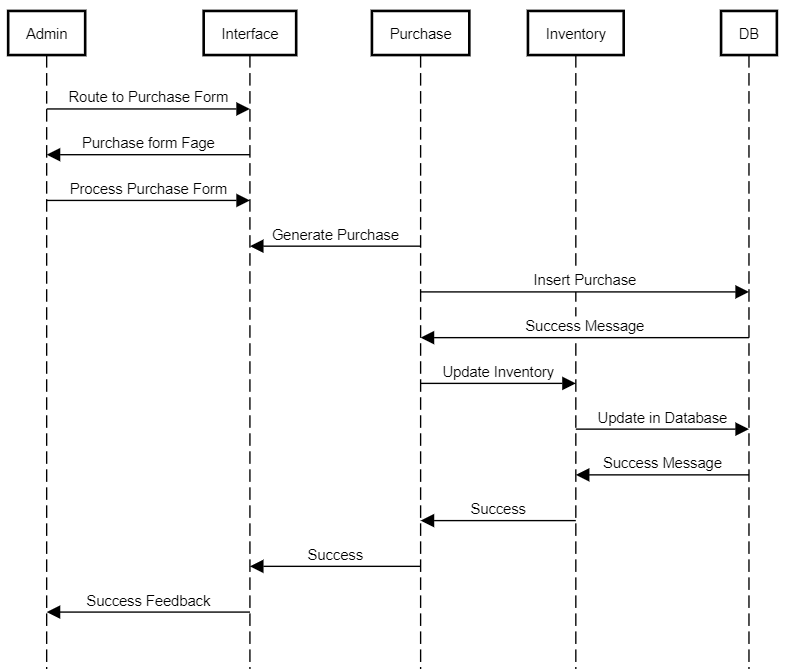 Admin
Interface
Purchase
Inventory
DB
Route to Purchase Form
Purchase form Fage
Process Purchase Form
Generate Purchase
Insert Purchase
Success Message
Update Inventory
Update in Database
Success Message
Success
Success
Success Feedback